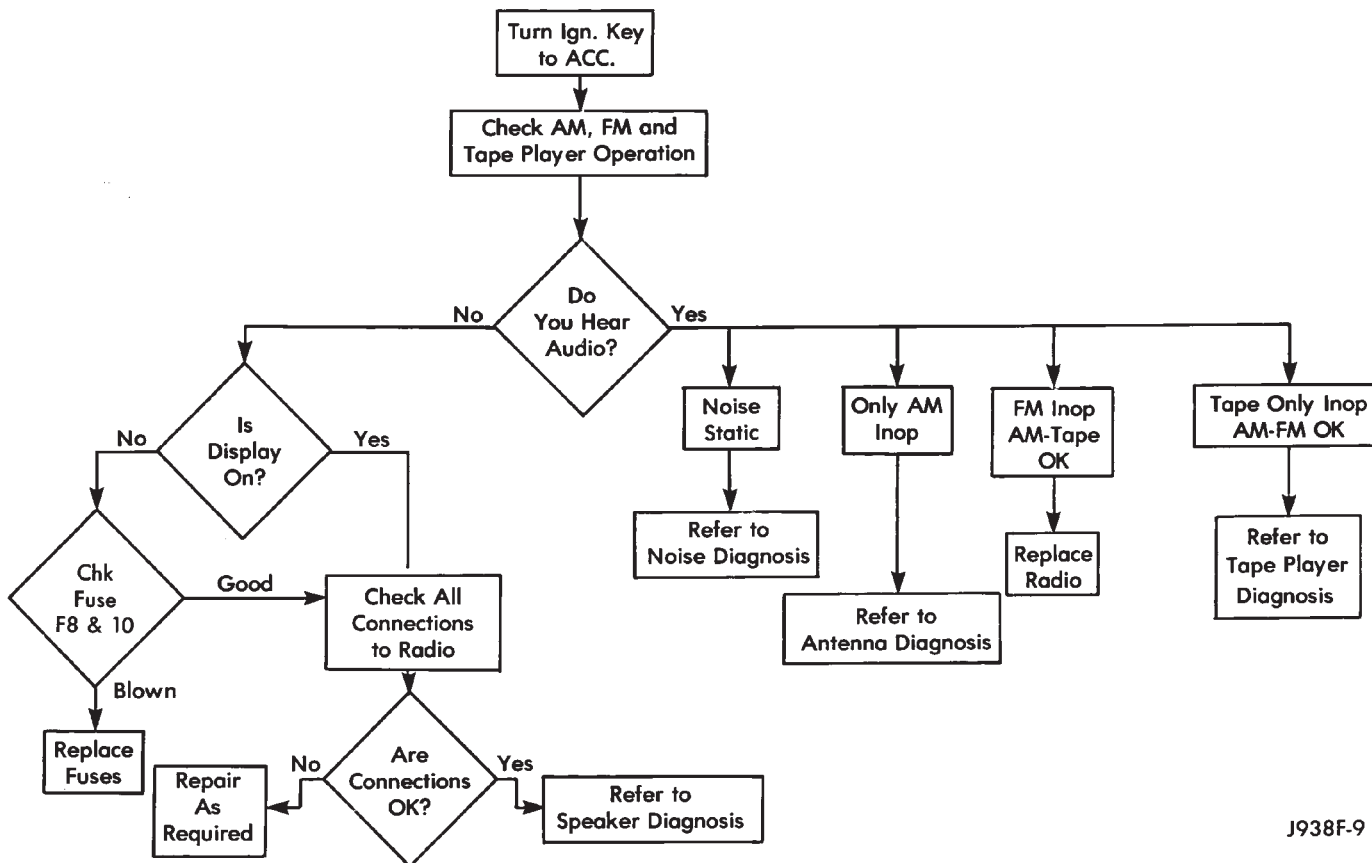 Turn Ign. Key
to ACC.
Check AM, FM and
Tape Player Operation
Do
You Hear
Audio?
No
Yes
Is
Display
On?
No
Yes
Chk
Fuse
F8 & 10
Good
Blown
Replace
Fuses
Check All
Connections
to Radio
Are
Connections
OK?
No
Yes
Repair
As
Required
Refer to
Speaker Diagnosis
Noise
Static
Refer to
Noise Diagnosis
Only AM
Inop
Refer to
Antenna Diagnosis
FM Inop
AM-Tape
OK
Replace
Radio
Tape Only Inop
AM-FM OK
Refer to
Tape Player
Diagnosis
J938F-9